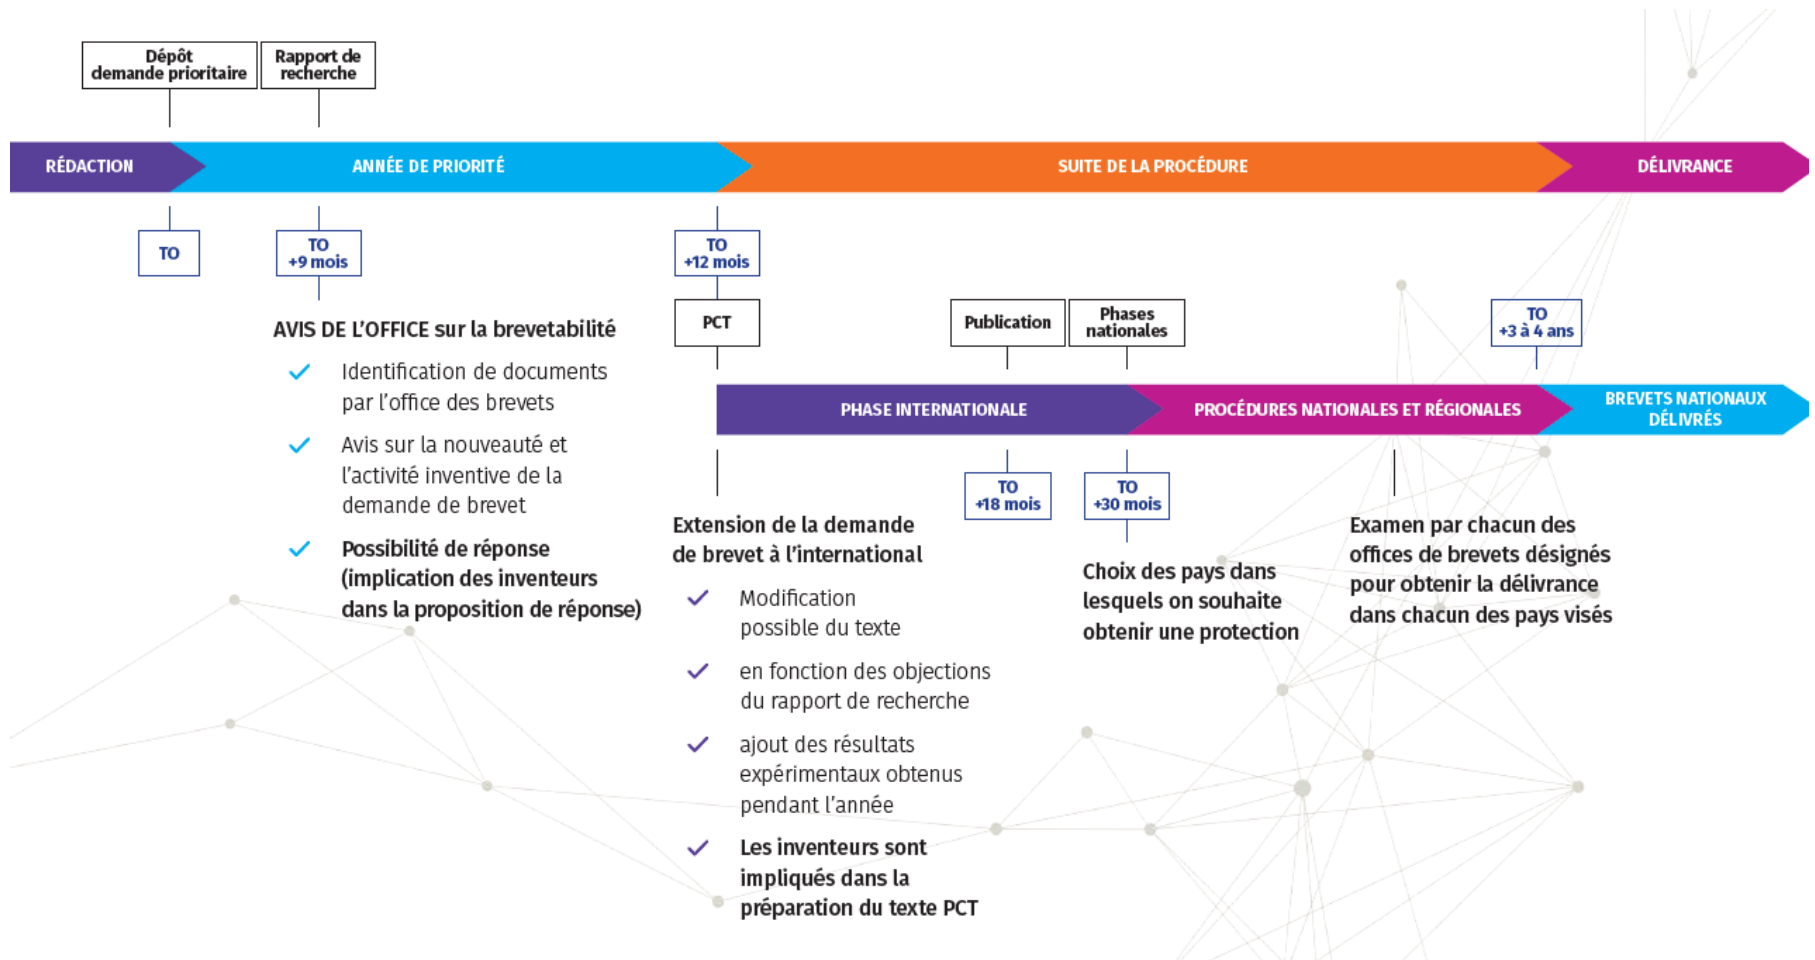 Dépôt
demande prioritaire
Rapport de
recherche
RÉDACTION
ANNÉE DE PRIORITÉ
SUITE DE LA PROCÉDURE
DÉLIVRANCE
TO
TO
+9 mois
TO
+12 mois
AVIS DE L'OFFICE sur la brevetabilité
Identification de documents
par l'office des brevets
Avis sur la nouveauté et
l'activité inventive de la
demande de brevet
Possibilité de réponse
(implication des inventeurs
dans la proposition de réponse)
PCT
Publication
Phases
nationales
TO
+3 à 4 ans
PHASE INTERNATIONALE
PROCÉDURES NATIONALES ET RÉGIONALES
BREVETS NATIONAUX
DÉLIVRÉS
TO
+18 mois
TO
+30 mois
Extension de la demande
de brevet à l'international
Modification
possible du texte
en fonction des objections
du rapport de recherche
ajout des résultats
expérimentaux obtenus
pendant l'année
Les inventeurs sont
impliqués dans la
préparation du texte PCT
Choix des pays dans
lesquels on souhaite
obtenir une protection
Examen par chacun des
offices de brevets désignés
pour obtenir la délivrance
dans chacun des pays visés